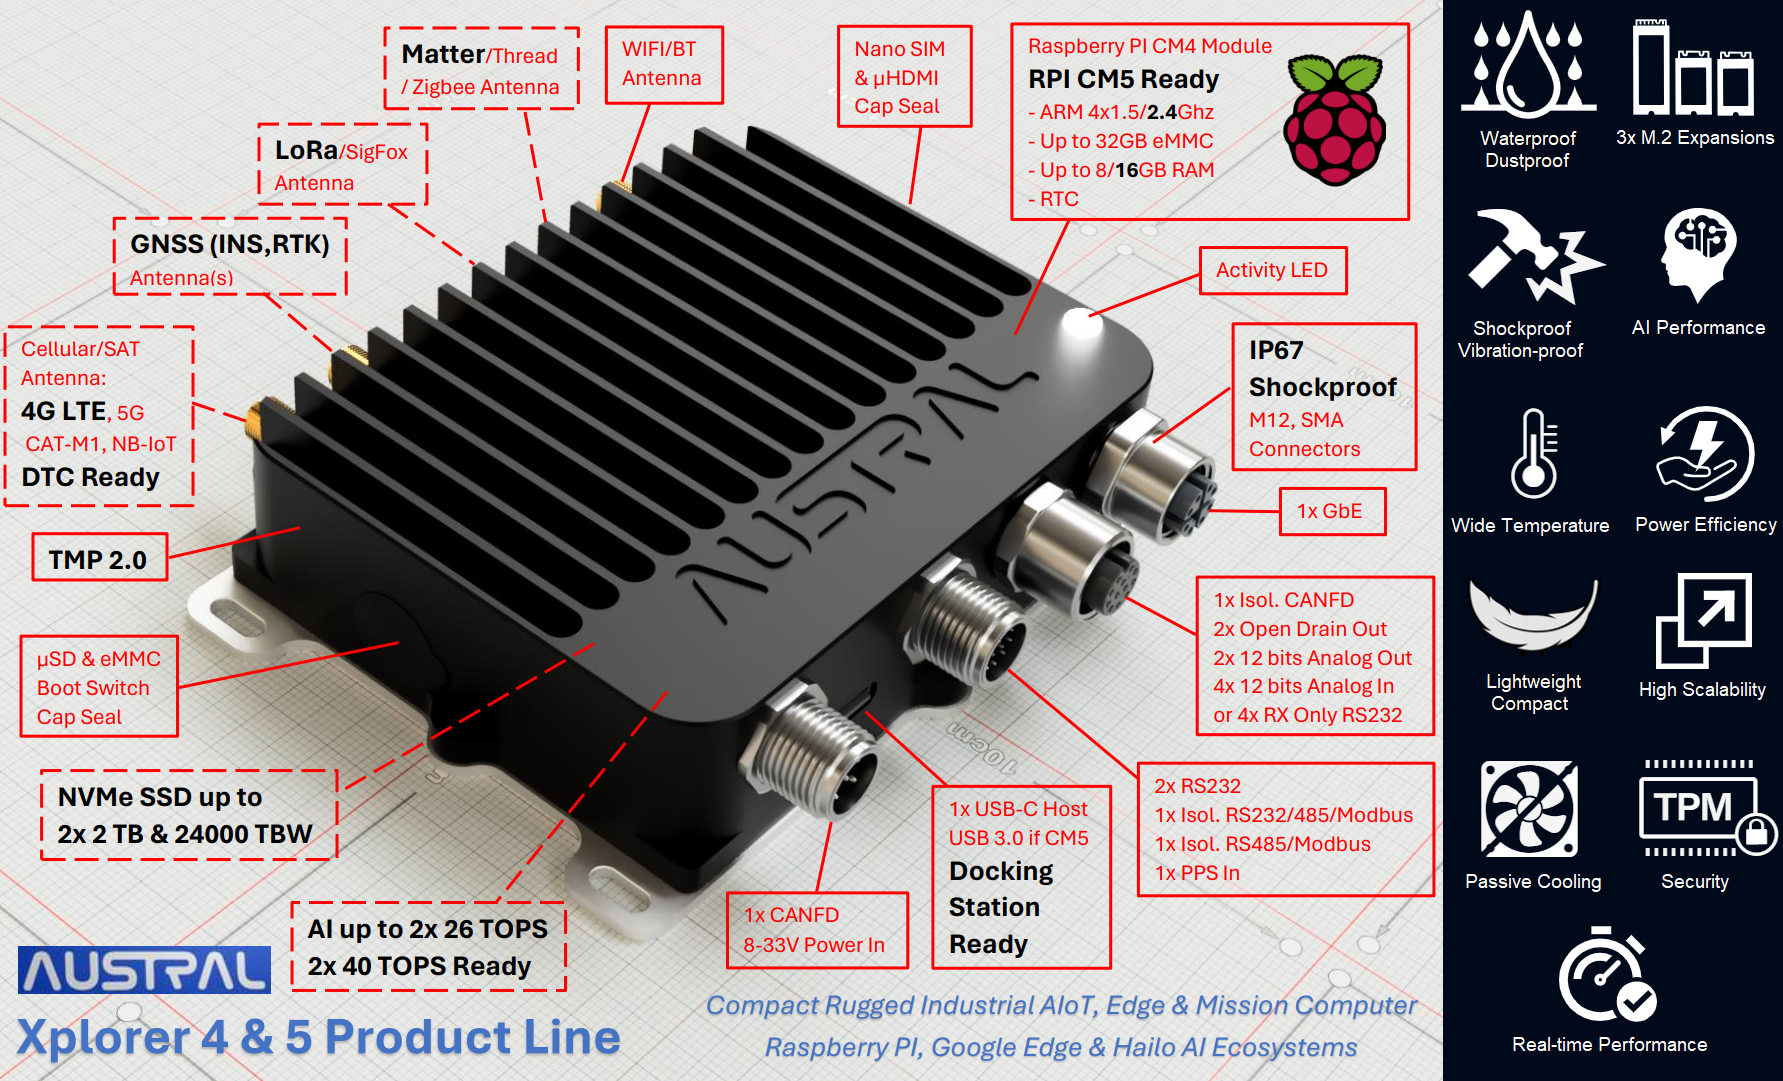 Matter/Thread
/ Zigbee Antenna
WIFI/BT
Antenna
Nano SIM
& µHDMI
Cap Seal
Raspberry PI CM4 Module
RPI CM5 Ready
- ARM 4x1.5/2.4Ghz
- Up to 32GB eMMC
- Up to 8/16GB RAM
- RTC
LoRa/SigFox
Antenna
GNSS (INS,RTK)
Antenna(s)
Activity LED
Cellular/SAT
Antenna:
4G LTE, 5G
CAT-M1, NB-IoT
DTC Ready
IP67
Shockproof
M12, SMA
Connectors
1x GbE
TMP 2.0
AUSTRAL
1x Isol. CANFD
2x Open Drain Out
2x 12 bits Analog Out
4x 12 bits Analog In
or 4x RX Only RS232
µSD & eMMC
Boot Switch
Cap Seal
10cm
NVMe SSD up to
2x 2 TB & 24000 TBW
1x USB-C Host
USB 3.0 if CM5
Docking
Station
Ready
2x RS232
1x Isol. RS232/485/Modbus
1x Isol. RS485/Modbus
1x PPS In
AI up to 2x 26 TOPS
2x 40 TOPS Ready
1x CANFD
8-33V Power In
AUSTRAL
Xplorer 4 & 5 Product Line
Compact Rugged Industrial AIoT, Edge & Mission Computer
Raspberry PI, Google Edge & Hailo AI Ecosystems
Waterproof
Dustproof
3x M.2 Expansions
Shockproof
Vibration-proof
AI Performance
Wide Temperature
Power Efficiency
Lightweight
Compact
High Scalability
Passive Cooling
TPM
Security
Real-time Performance